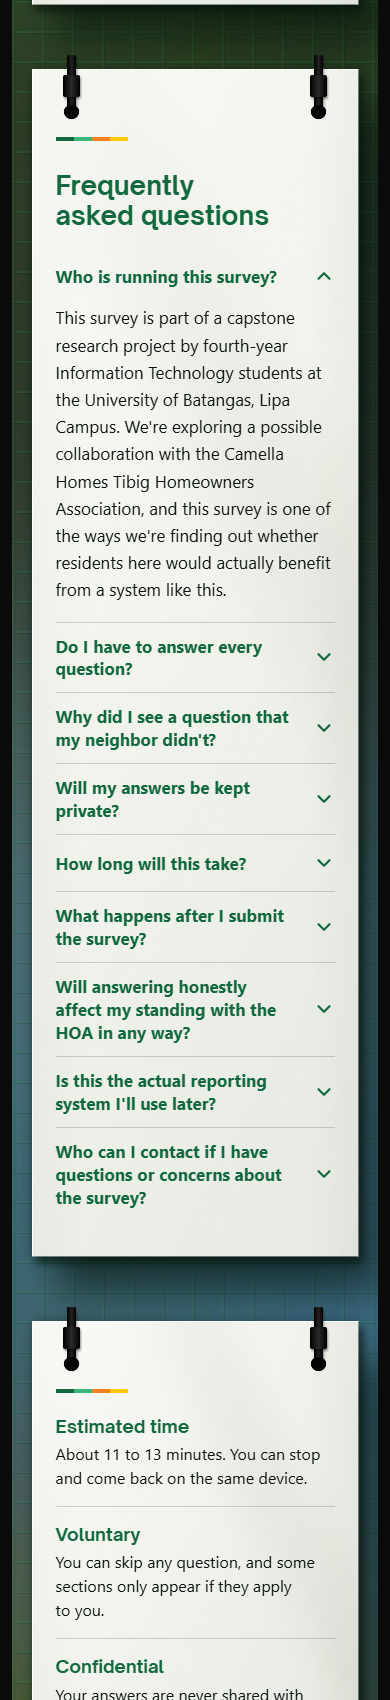 Frequently
asked questions
Who is running this survey?
This survey is part of a capstone
research project by fourth-year
Information Technology students at
the University of Batangas, Lipa
Campus. We're exploring a possible
collaboration with the Camella
Homes Tibig Homeowners
Association, and this survey is one of
the ways we're finding out whether
residents here would actually benefit
from a system like this.
Do I have to answer every
question?
Why did I see a question that
my neighbor didn't?
Will my answers be kept
private?
How long will this take?
What happens after I submit
the survey?
Will answering honestly
affect my standing with the
HOA in any way?
Is this the actual reporting
system I'll use later?
Who can I contact if I have
questions or concerns about
the survey?
Estimated time
About 11 to 13 minutes. You can stop
and come back on the same device.
Voluntary
You can skip any question, and some
sections only appear if they apply
to you.
Confidential
Your answers are never shared with